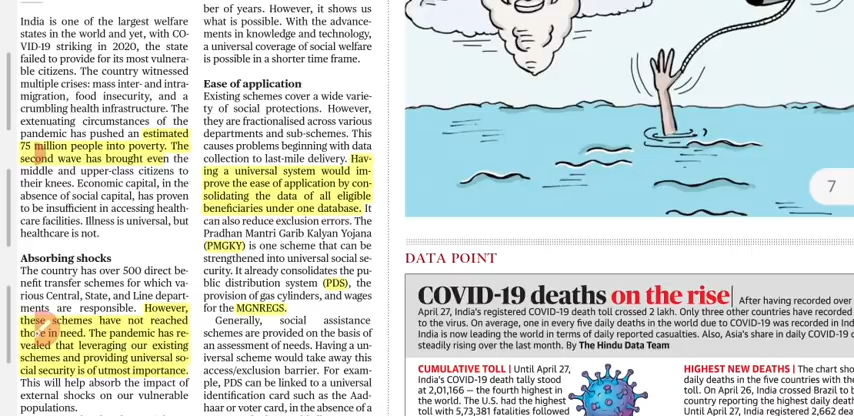 India is one of the largest welfare
states in the world and yet, with CO-
VID-19 striking in 2020, the state
failed to provide for its most vulnera-
ble citizens. The country witnessed
multiple crises: mass inter- and intra-
migration, food insecurity, and a
crumbling health infrastructure. The
extenuating circumstances of the
pandemic has pushed an estimated
75 million people into poverty. The
second wave has brought even the
middle and upper-class citizens to
their knees. Economic capital, in the
absence of social capital, has proven
to be insufficient in accessing health-
care facilities. Illness is universal, but
healthcare is not.
Absorbing shocks
The country has over 500 direct be-
nefit transfer schemes for which va-
rious Central, State, and Line depart-
ments are responsible. However,
these schemes have not reached
those in need. The pandemic has re-
vealed that leveraging our existing
schemes and providing universal so-
cial security is of utmost importance.
This will help absorb the impact of
external shocks on our vulnerable
populations.
ber of years. However, it shows us
what is possible. With the advance-
ments in knowledge and technology,
a universal coverage of social welfare
is possible in a shorter time frame.
Ease of application
Existing schemes cover a wide varie-
ty of social protections. However,
they are fractionalised across various
departments and sub-schemes. This
causes problems beginning with data
collection to last-mile delivery. Hav-
ing a universal system would im-
prove the ease of application by con-
solidating the data of all eligible
beneficiaries under one database. It
can also reduce exclusion errors. The
Pradhan Mantri Garib Kalyan Yojana
(PMGKY) is one scheme that can be
strengthened into universal social se-
curity. It already consolidates the pu-
blic distribution system (PDS), the
provision of gas cylinders, and wages
for the MGNREGS.
Generally, social assistance
schemes are provided on the basis of
an assessment of needs. Having a un-
iversal scheme would take away this
access/exclusion barrier. For exam-
ple, PDS can be linked to a universal
identification card such as the Aad-
haar or voter card, in the absence of a
7
DATA POINT
COVID-19 deaths on the rise After having recorded over
April 27, India's registered COVID-19 death toll crossed 2 lakh. Only three other countries have recorded
to the virus. On average, one in every five daily deaths in the world due to COVID-19 was recorded in
India is now leading the world in terms of daily reported casualties. Also, Asia's share in daily COVID-19
steadily rising over the last month. By The Hindu Data Team
CUMULATIVE TOLL | Until April 27,
India's COVID-19 death tally stood
at 2,01,166 — the fourth highest in
the world. The U.S. had the highest
toll with 5,73,381 fatalities followed
HIGHEST NEW DEATHS | The chart
daily deaths in the five countries with the
toll. On April 26, India crossed Brazil to
country reporting the highest daily
Until April 27, India registered 2,662